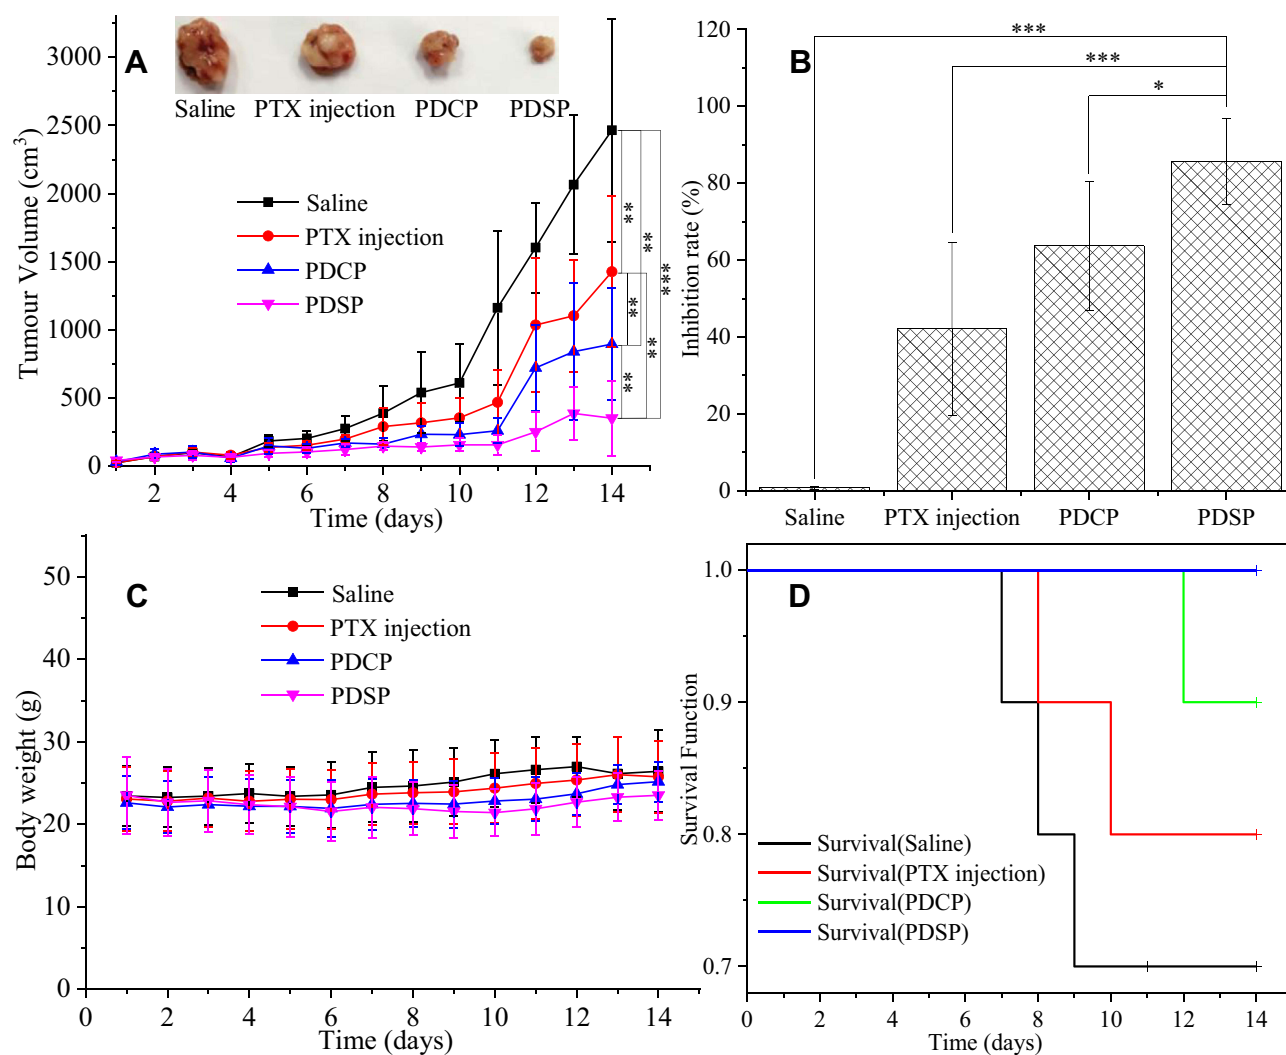 A
Saline PTX injection PDCP PDSP
Tumour Volume (cm3)
3000
2500
2000
1500
1000
500
0
Saline
PTX injection
PDCP
PDSP
**
**
***
**
**
**
2 4 6 8 10 12 14
Time (days)
B
Inhibition rate (%)
120
100
80
60
40
20
0
***
***
*
Saline PTX injection PDCP PDSP
C
Body weight (g)
50
40
30
20
10
0
Saline
PTX injection
PDCP
PDSP
0 2 4 6 8 10 12 14
Time (days)
D
Survival Function
1.0
0.9
0.8
0.7
Survival(Saline)
Survival(PTX injection)
Survival(PDCP)
Survival(PDSP)
0 2 4 6 8 10 12 14
Time (days)